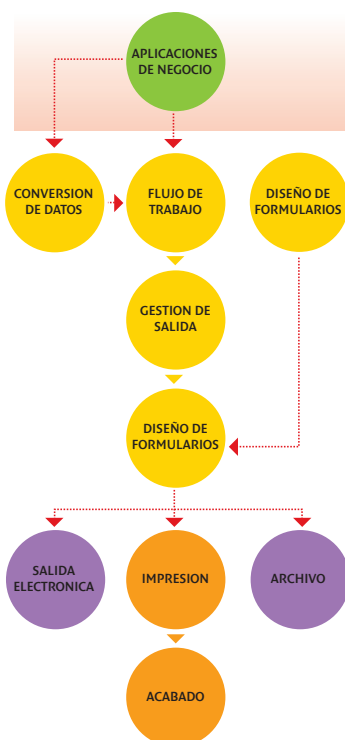 APLICACIONES
DE NEGOCIO
CONVERSION
DE DATOS
FLUJO DE
TRABAJO
DISEÑO DE
FORMULARIOS
GESTION DE
SALIDA
DISEÑO DE
FORMULARIOS
SALIDA
ELECTRONICA
IMPRESION
ARCHIVO
ACABADO